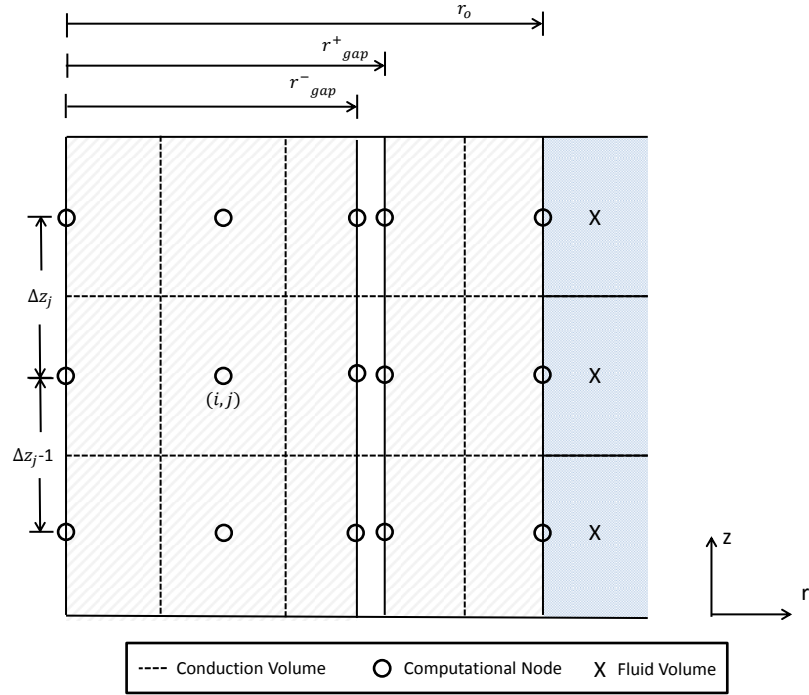 r_o
r^+_gap
r^-_gap
X
Δz_j
X
(i, j)
Δz_j-1
X
z
r
Conduction Volume
Computational Node
X Fluid Volume